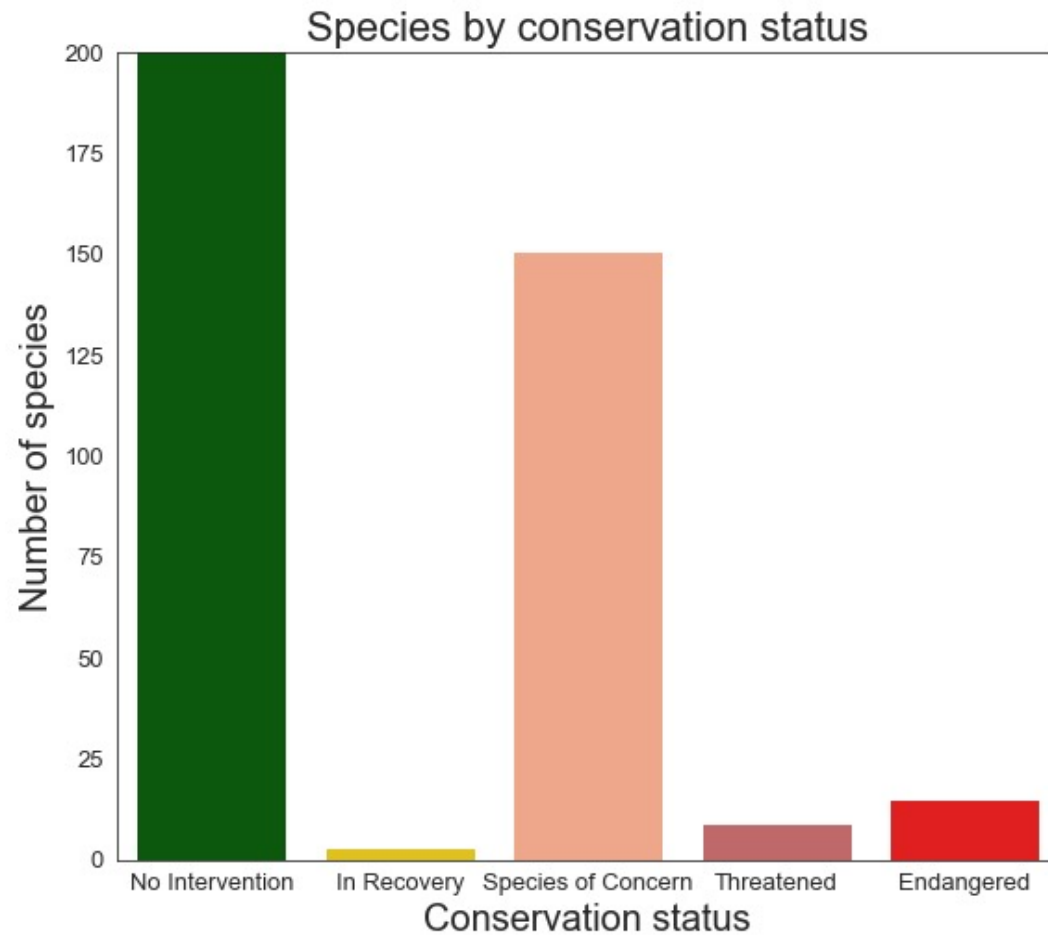 Species by conservation status
200
175
150
125
100
75
50
25
0
Number of species
No Intervention In Recovery Species of Concern Threatened Endangered
Conservation status